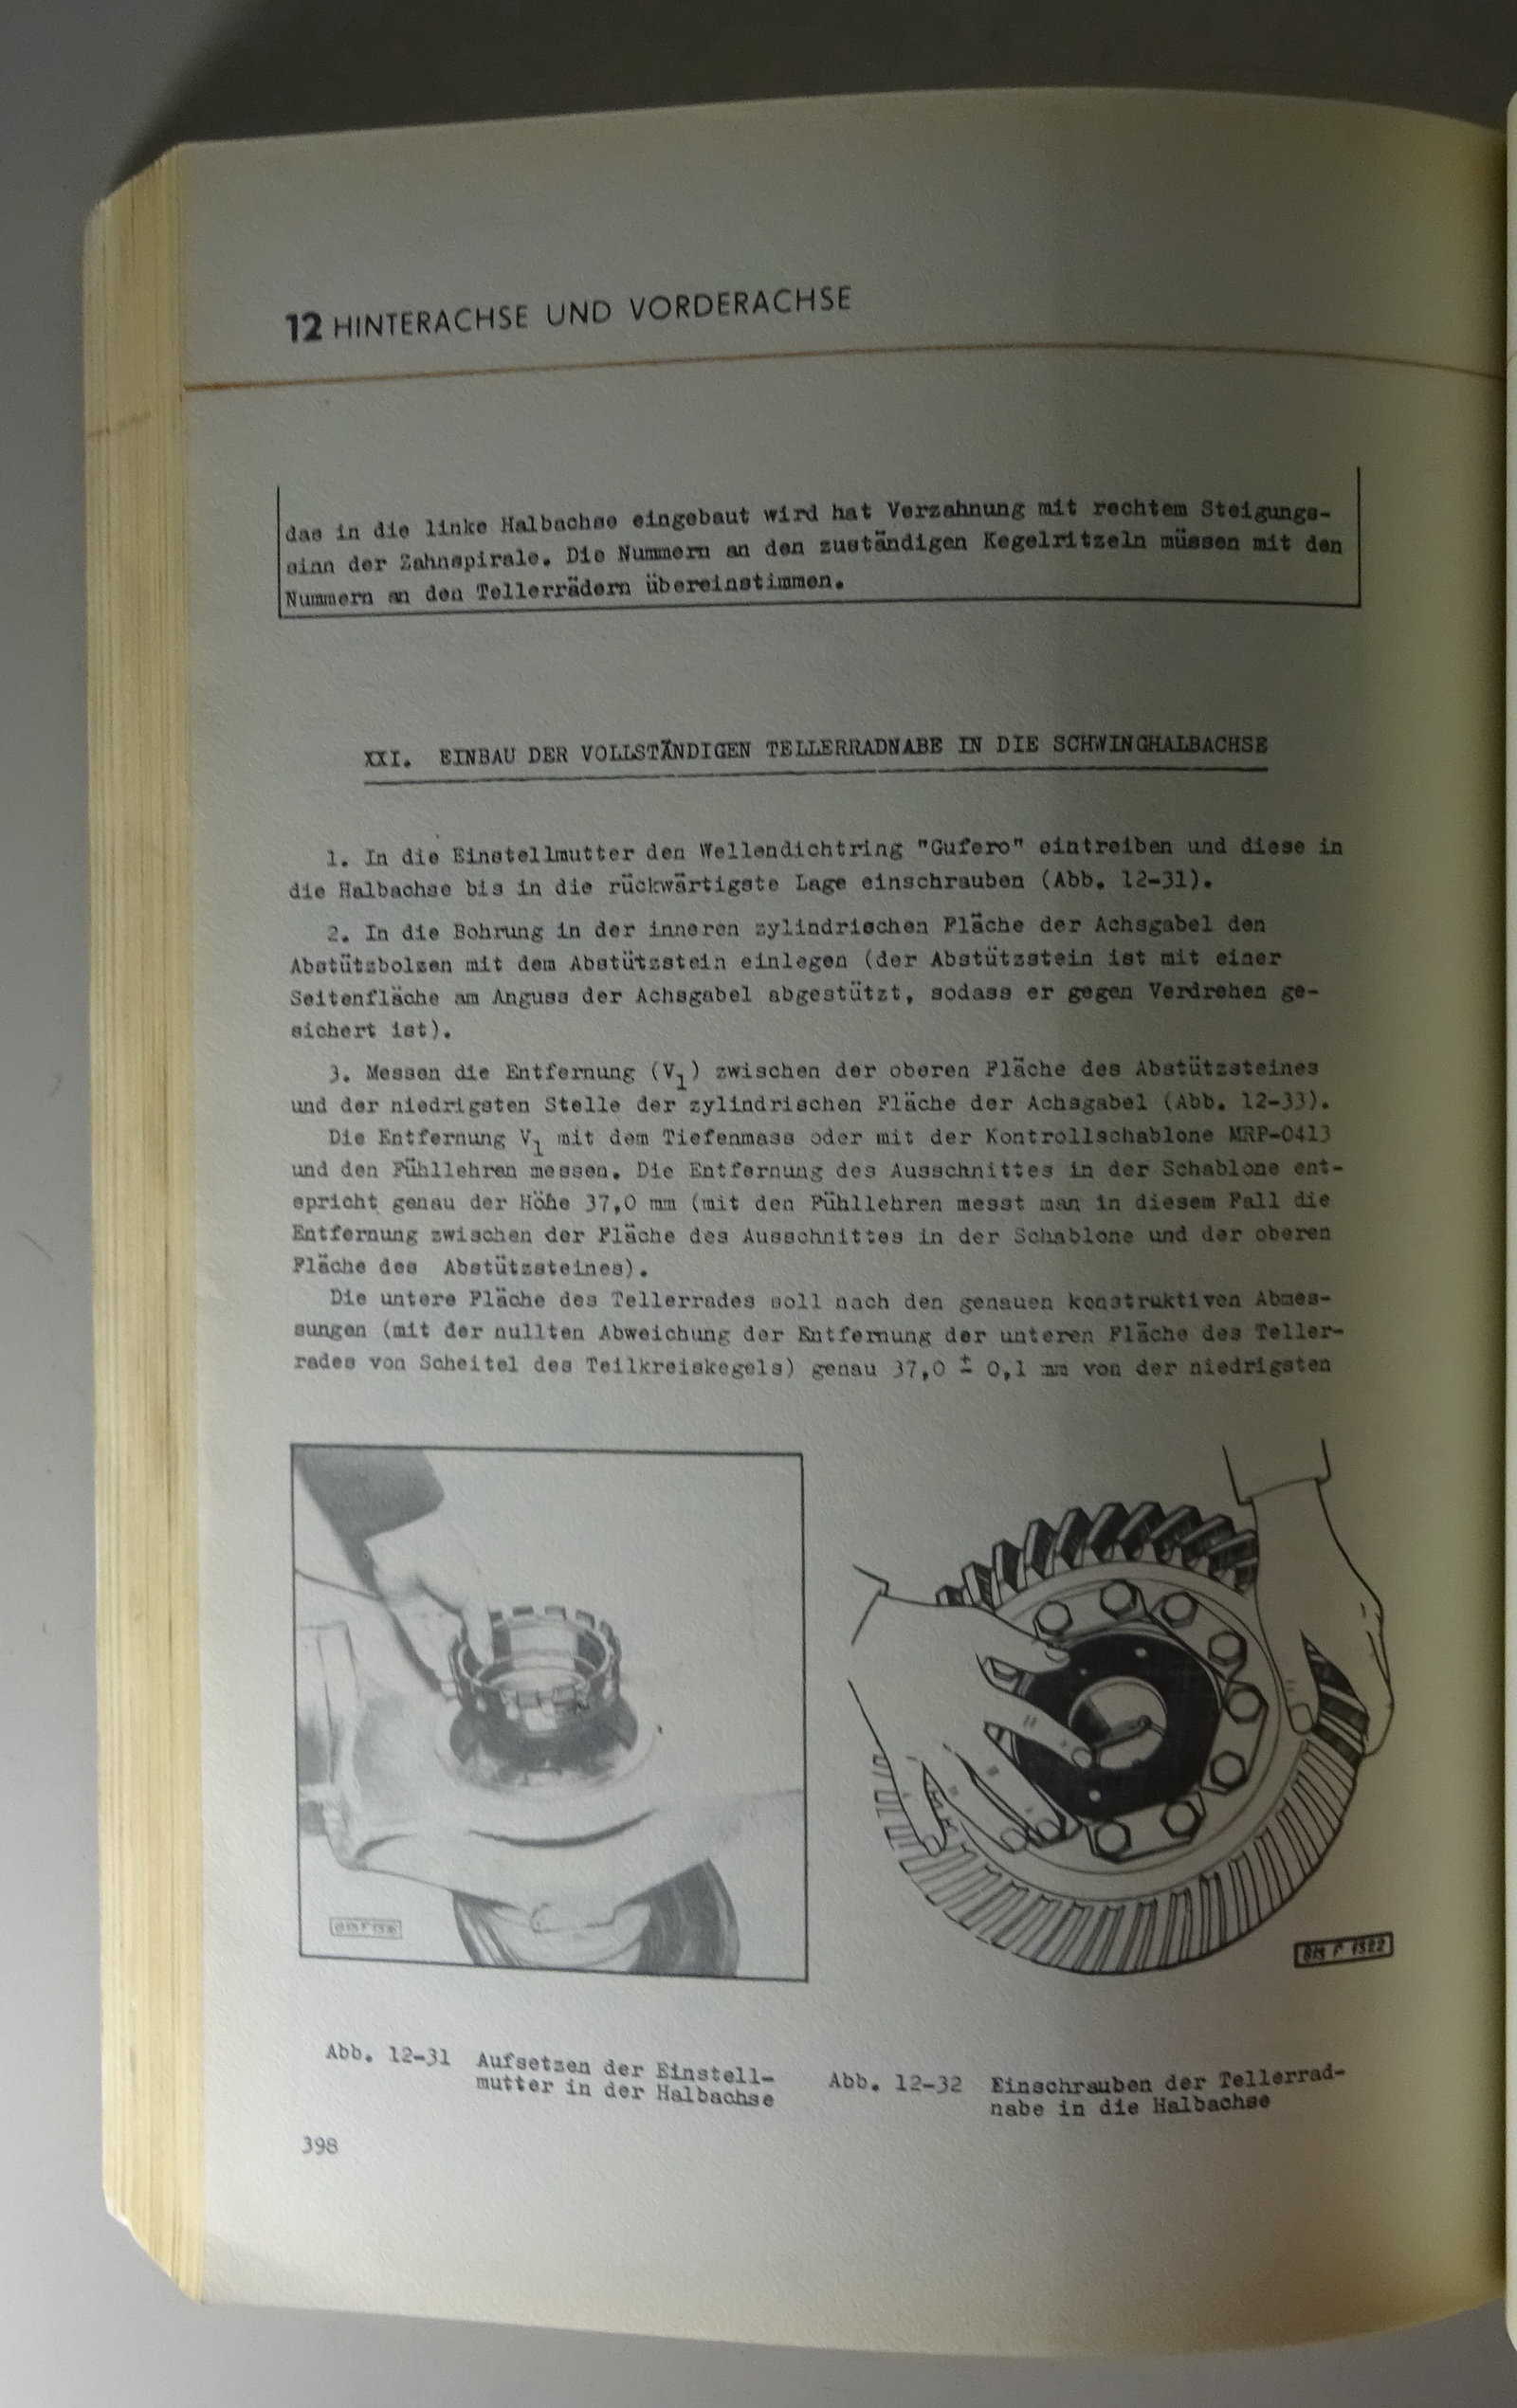 12 HINTERACHSE UND VORDERACHSE
das in die linke Halbachse eingebaut wird hat Verzahnung mit rechtem Steigungs-
sinn der Zahnspirale. Die Nummern an den zuständigen Kegelritzeln müssen mit den
Nummern an den Tellerrädern übereinstimmen.
XXI. EINBAU DER VOLLSTÄNDIGEN TELLERRADNABE IN DIE SCHWINGHALBACHSE
1. In die Einstellmutter den Wellendichtring "Gufero" eintreiben und diese in
die Halbachse bis in die rückwärtigste Lage einschrauben (Abb. 12-31).
2. In die Bohrung in der inneren zylindrischen Fläche der Achsgabel den
Abstützbolzen mit dem Abstützstein einlegen (der Abstützstein ist mit einer
Seitenfläche am Anguss der Achsgabel abgestützt, sodass er gegen Verdrehen ge-
sichert ist).
3. Messen die Entfernung (V1) zwischen der oberen Fläche des Abstützsteines
und der niedrigsten Stelle der zylindrischen Fläche der Achsgabel (Abb. 12-33).
Die Entfernung V1 mit dem Tiefenmass oder mit der Kontrollschablone MRP-0413
und den Fühllehren messen. Die Entfernung des Ausschnittes in der Schablone ent-
spricht genau der Höhe 37,0 mm (mit den Fühllehren messt man in diesem Fall die
Entfernung zwischen der Fläche des Ausschnittes in der Schablone und der oberen
Fläche des Abstützsteines).
Die untere Fläche des Tellerrades soll nach den genauen konstruktiven Abmes-
sungen (mit der nullten Abweichung der Entfernung der unteren Fläche des Teller-
rades von Scheitel des Teilkreiskegels) genau 37,0 ± 0,1 mm von der niedrigsten
815 F 1322
Abb. 12-31 Aufsetzen der Einstell-
mutter in der Halbachse
Abb. 12-32 Einschrauben der Tellerrad-
nabe in die Halbachse
398